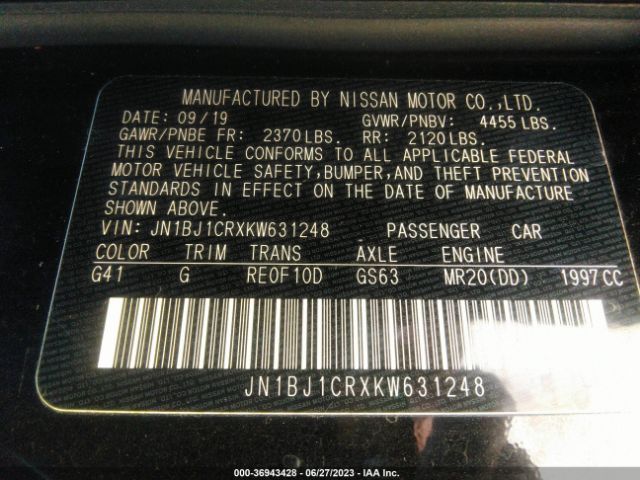 MANUFACTURED BY NISSAN MOTOR CO.,LTD.
DATE: 09/19 GVWR/PNBV: 4455 LBS.
GAWR/PNBE FR: 2370 LBS. RR: 2120 LBS.
THIS VEHICLE CONFORMS TO ALL APPLICABLE FEDERAL
MOTOR VEHICLE SAFETY,BUMPER,AND THEFT PREVENTION
STANDARDS IN EFFECT ON THE DATE OF MANUFACTURE
SHOWN ABOVE.
VIN: JN1BJ1CRXKW631248 PASSENGER CAR
COLOR TRIM TRANS AXLE ENGINE
G41 G RE0F10D GS63 MR20(DD) 1997CC
JN1BJ1CRXKW631248
000-36943428 - 06/27/2023 - IAA Inc.